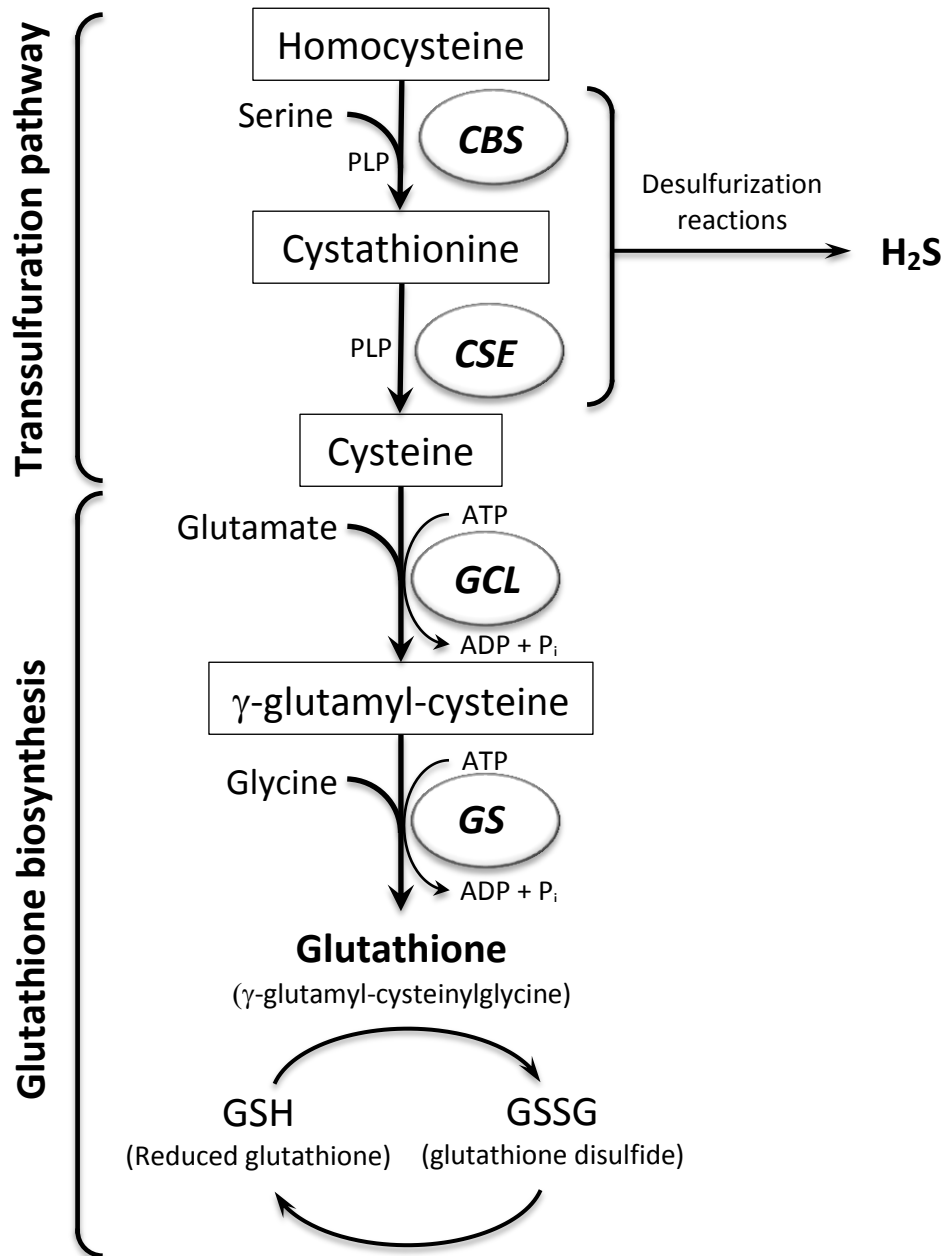 Transsulfuration pathway
Homocysteine
Serine
CBS
PLP
Desulfurization
reactions
H₂S
Cystathionine
PLP
CSE
Cysteine
Glutathione biosynthesis
Glutamate
ATP
GCL
ADP + Pᵢ
γ-glutamyl-cysteine
Glycine
ATP
GS
ADP + Pᵢ
Glutathione
(γ-glutamyl-cysteinylglycine)
GSH
(Reduced glutathione)
GSSG
(glutathione disulfide)